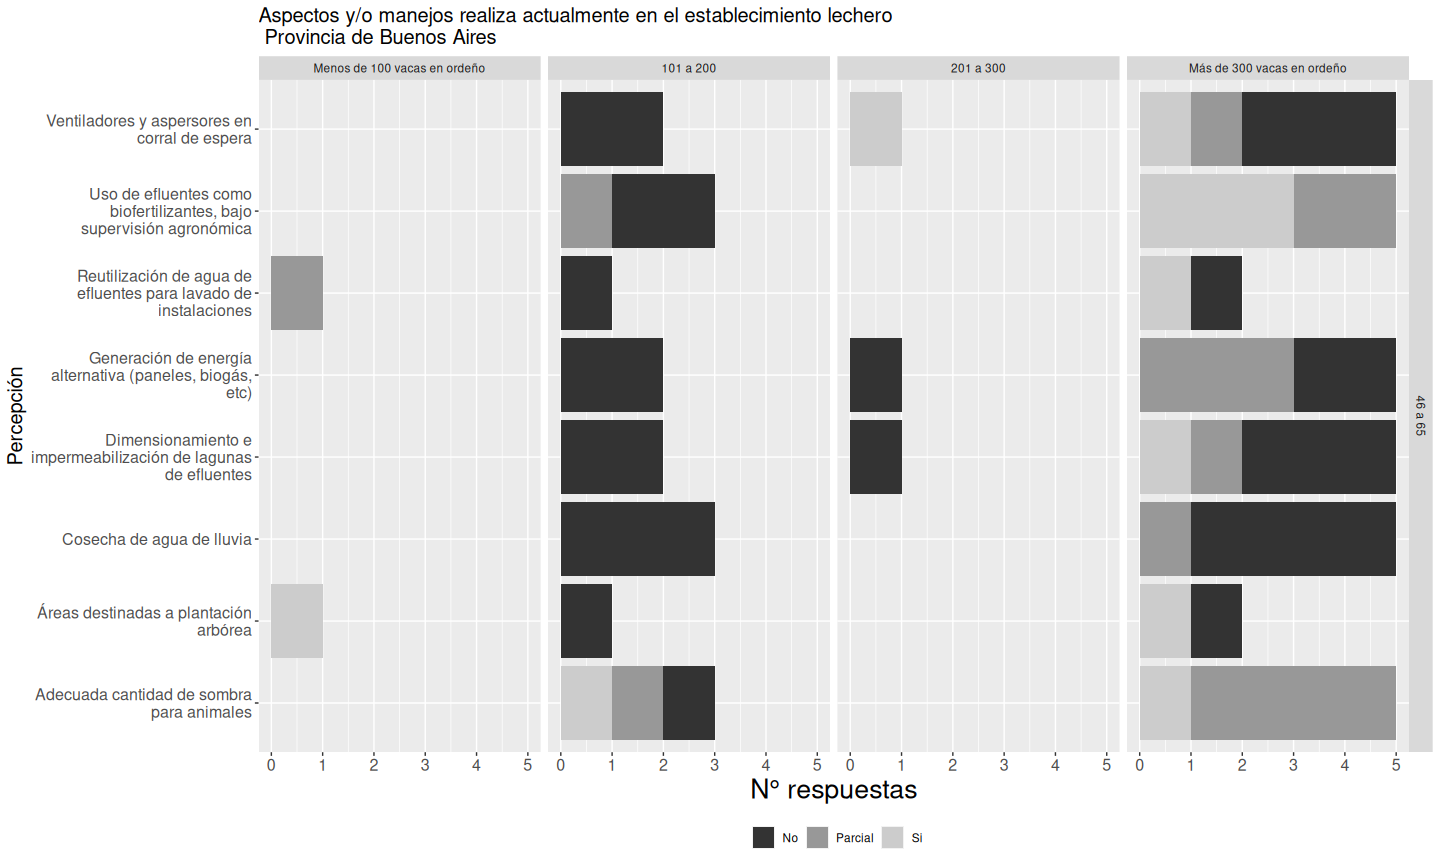 Aspectos y/o manejos realiza actualmente en el establecimiento lechero
Provincia de Buenos Aires
Menos de 100 vacas en ordeño
101 a 200
201 a 300
Más de 300 vacas en ordeño
Ventiladores y aspersores en
corral de espera
Uso de efluentes como
biofertilizantes, bajo
supervisión agronómica
Reutilización de agua de
efluentes para lavado de
instalaciones
Generación de energía
alternativa (paneles, biogás,
etc)
Dimensionamiento e
impermeabilización de lagunas
de efluentes
Cosecha de agua de lluvia
Áreas destinadas a plantación
arbórea
Adecuada cantidad de sombra
para animales
Percepción
46 a 65
0 1 2 3 4 5
0 1 2 3 4 5
0 1 2 3 4 5
0 1 2 3 4 5
Nº respuestas
No Parcial Si